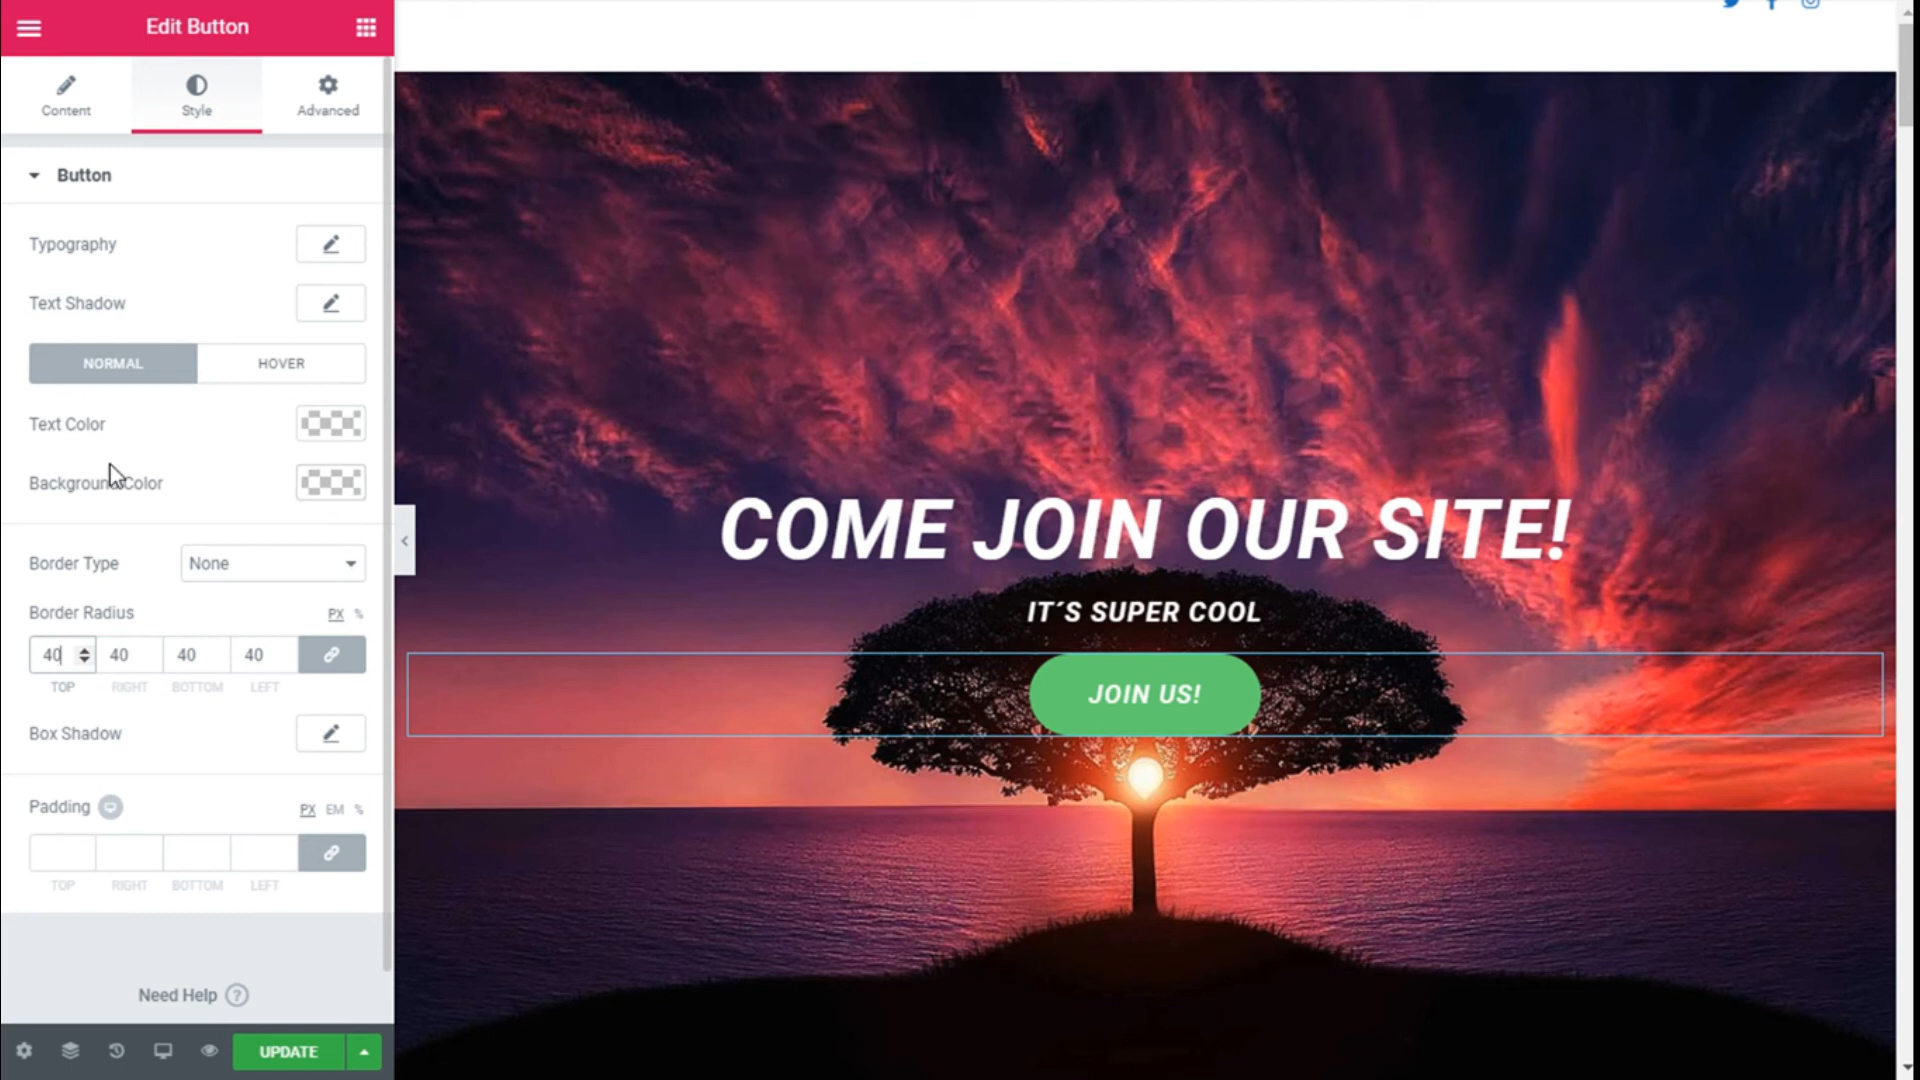 Edit Button
Content
Style
Advanced
Button
Typography
Text Shadow
NORMAL
HOVER
Text Color
Background Color
Border Type
None
Border Radius
PX %
40 40 40 40
TOP RIGHT BOTTOM LEFT
Box Shadow
Padding
PX EM %
TOP RIGHT BOTTOM LEFT
Need Help ?
UPDATE
COME JOIN OUR SITE!
IT´S SUPER COOL
JOIN US!